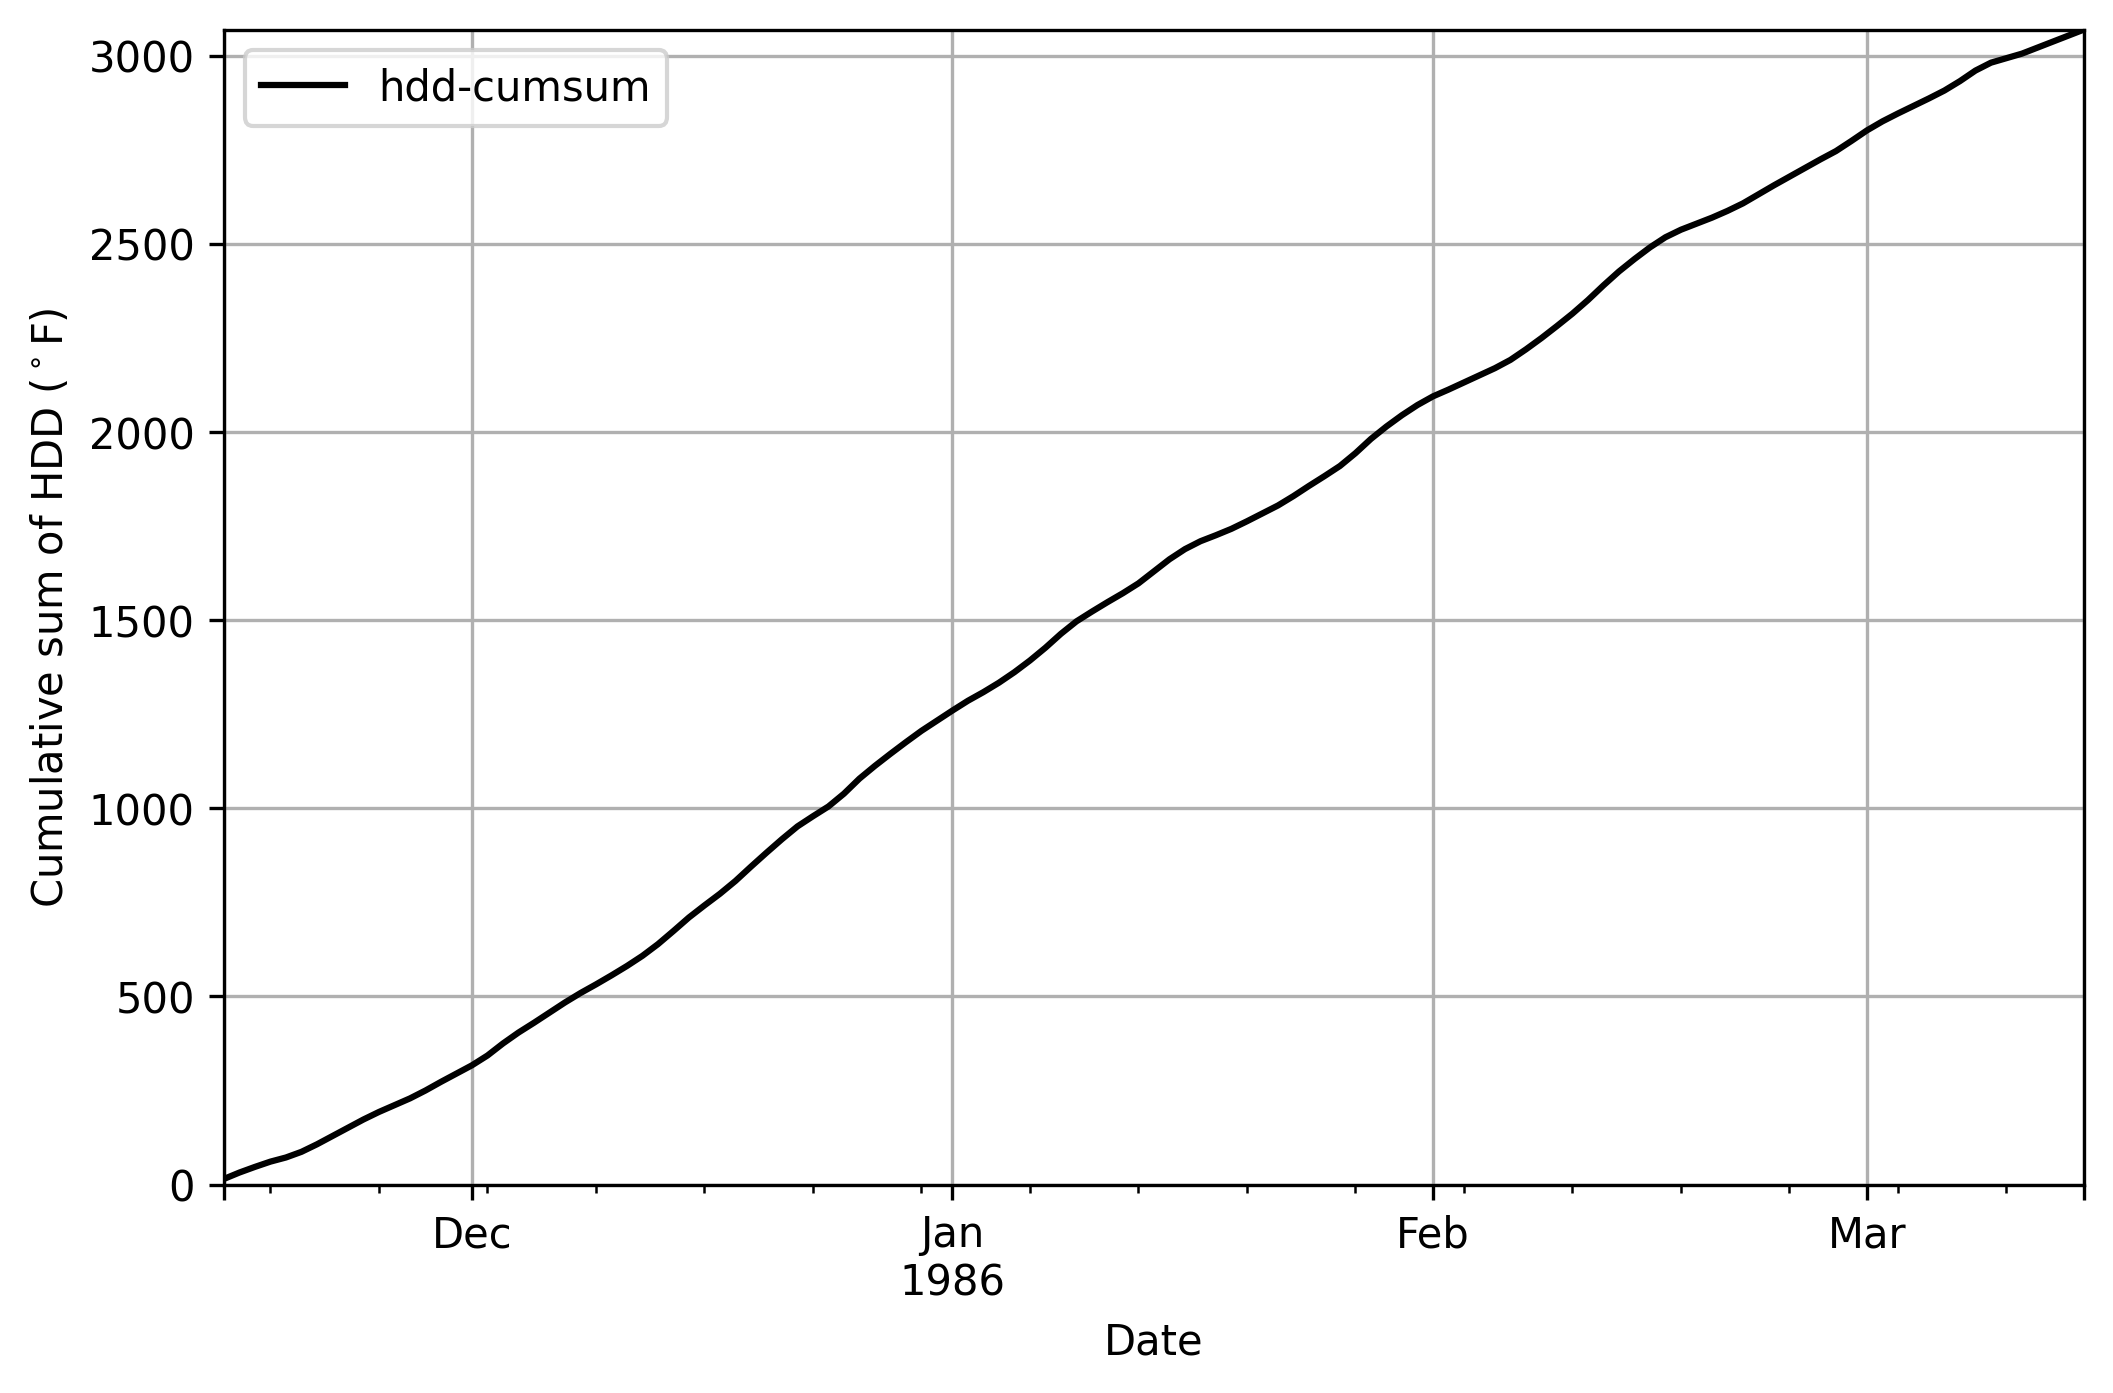 hdd-cumsum
Cumulative sum of HDD (°F)
3000
2500
2000
1500
1000
500
0
Dec
Jan
Feb
Mar
1986
Date